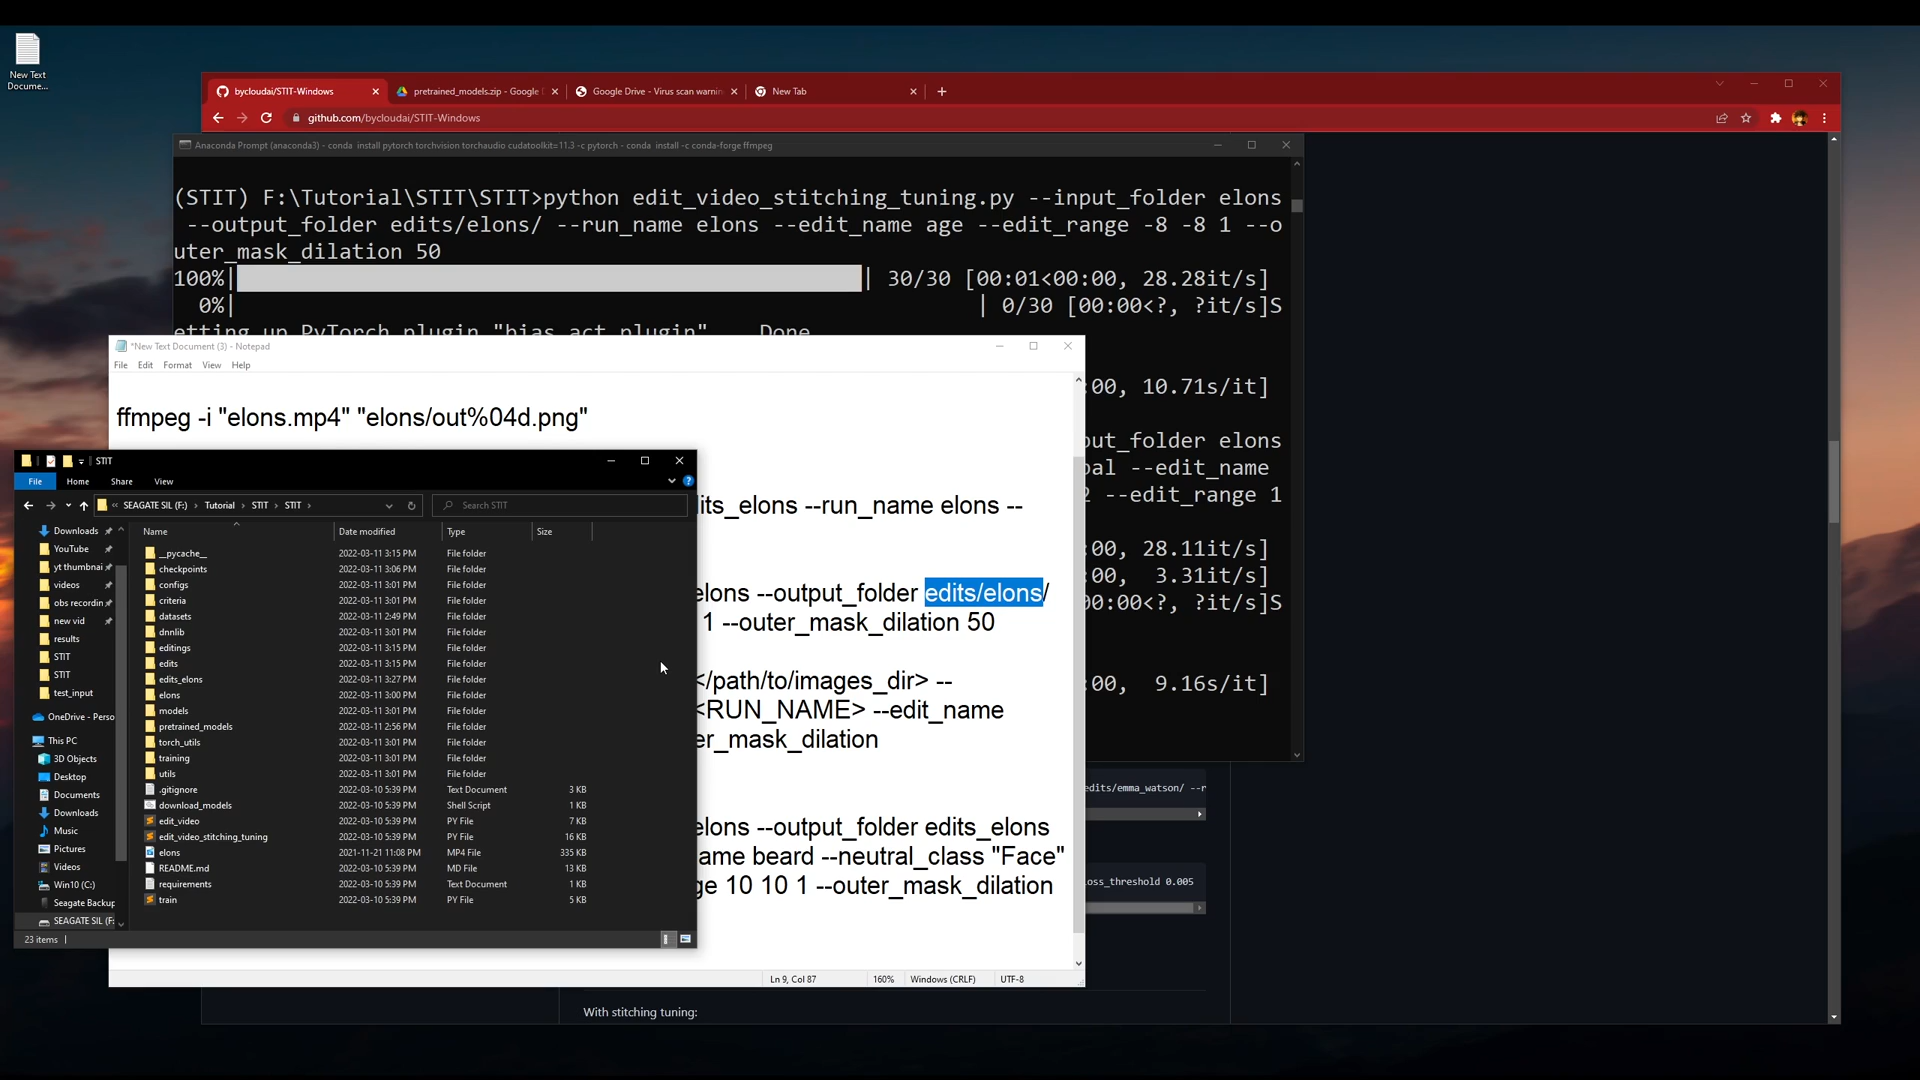 New Text
Docume...
bycloudai/STIT-Windows
pretrained_models.zip - Google
Google Drive - Virus scan warnin
New Tab
github.com/bycloudai/STIT-Windows
Anaconda Prompt (anaconda3) - conda install pytorch torchvision torchaudio cudatoolkit=11.3 -c pytorch - conda install -c conda-forge ffmpeg
(STIT) F:\Tutorial\STIT\STIT>python edit_video_stitching_tuning.py --input_folder elons
--output_folder edits/elons/ --run_name elons --edit_name age --edit_range -8 -8 1 --o
uter_mask_dilation 50
100%| | 30/30 [00:01<00:00, 28.28it/s]
0%| | 0/30 [00:00<?, ?it/s]S
etting up PyTorch plugin "bias_act_plugin"... Done.
:00, 10.71s/it]
put_folder elons
pal --edit_name
2 --edit_range 1
:00, 28.11it/s]
:00, 3.31it/s]
00:00<?, ?it/s]S
:00, 9.16s/it]
*New Text Document (3) - Notepad
File Edit Format View Help
ffmpeg -i "elons.mp4" "elons/out%04d.png"
its_elons --run_name elons --
elons --output_folder edits/elons/
1 --outer_mask_dilation 50
</path/to/images_dir> --
<RUN_NAME> --edit_name
er_mask_dilation
elons --output_folder edits_elons
ame beard --neutral_class "Face"
ge 10 10 1 --outer_mask_dilation
Ln 9, Col 87 160% Windows (CRLF) UTF-8
STIT
File Home Share View
SEAGATE SIL (F:) Tutorial STIT STIT
Search STIT
Downloads
YouTube
yt thumbnai
videos
obs recordin
new vid
results
STIT
STIT
test_input
OneDrive - Perso
This PC
3D Objects
Desktop
Documents
Downloads
Music
Pictures
Videos
Win10 (C:)
Seagate Backup
SEAGATE SIL (F:
Name Date modified Type Size
__pycache__ 2022-03-11 3:15 PM File folder
checkpoints 2022-03-11 3:06 PM File folder
configs 2022-03-11 3:01 PM File folder
criteria 2022-03-11 3:01 PM File folder
datasets 2022-03-11 2:49 PM File folder
dnnlib 2022-03-11 3:01 PM File folder
editings 2022-03-11 3:15 PM File folder
edits 2022-03-11 3:15 PM File folder
edits_elons 2022-03-11 3:27 PM File folder
elons 2022-03-11 3:00 PM File folder
models 2022-03-11 3:01 PM File folder
pretrained_models 2022-03-11 2:56 PM File folder
torch_utils 2022-03-11 3:01 PM File folder
training 2022-03-11 3:01 PM File folder
utils 2022-03-11 3:01 PM File folder
.gitignore 2022-03-10 5:39 PM Text Document 3 KB
download_models 2022-03-10 5:39 PM Shell Script 1 KB
edit_video 2022-03-10 5:39 PM PY File 7 KB
edit_video_stitching_tuning 2022-03-10 5:39 PM PY File 16 KB
elons 2021-11-21 11:08 PM MP4 File 335 KB
README.md 2022-03-10 5:39 PM MD File 13 KB
requirements 2022-03-10 5:39 PM Text Document 1 KB
train 2022-03-10 5:39 PM PY File 5 KB
23 items
edits/emma_watson/ --r
oss_threshold 0.005
With stitching tuning: